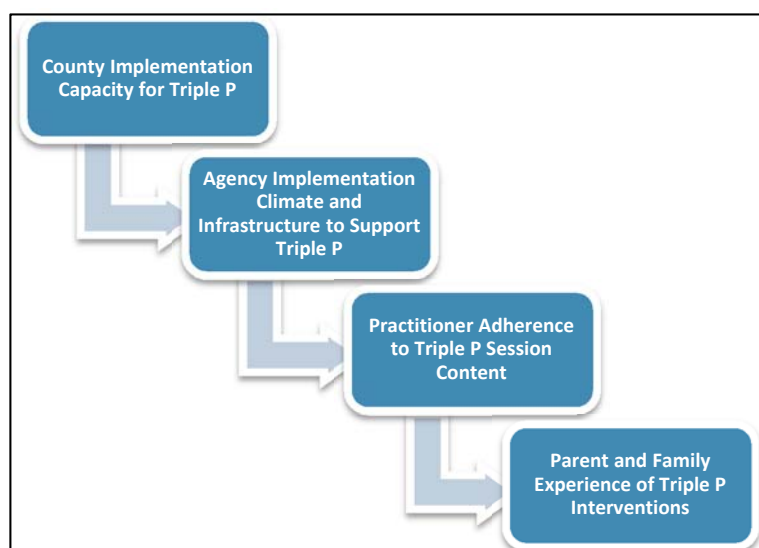 County Implementation
Capacity for Triple P
Agency Implementation
Climate and
Infrastructure to Support
Triple P
Practitioner Adherence
to Triple P Session
Content
Parent and Family
Experience of Triple P
Interventions